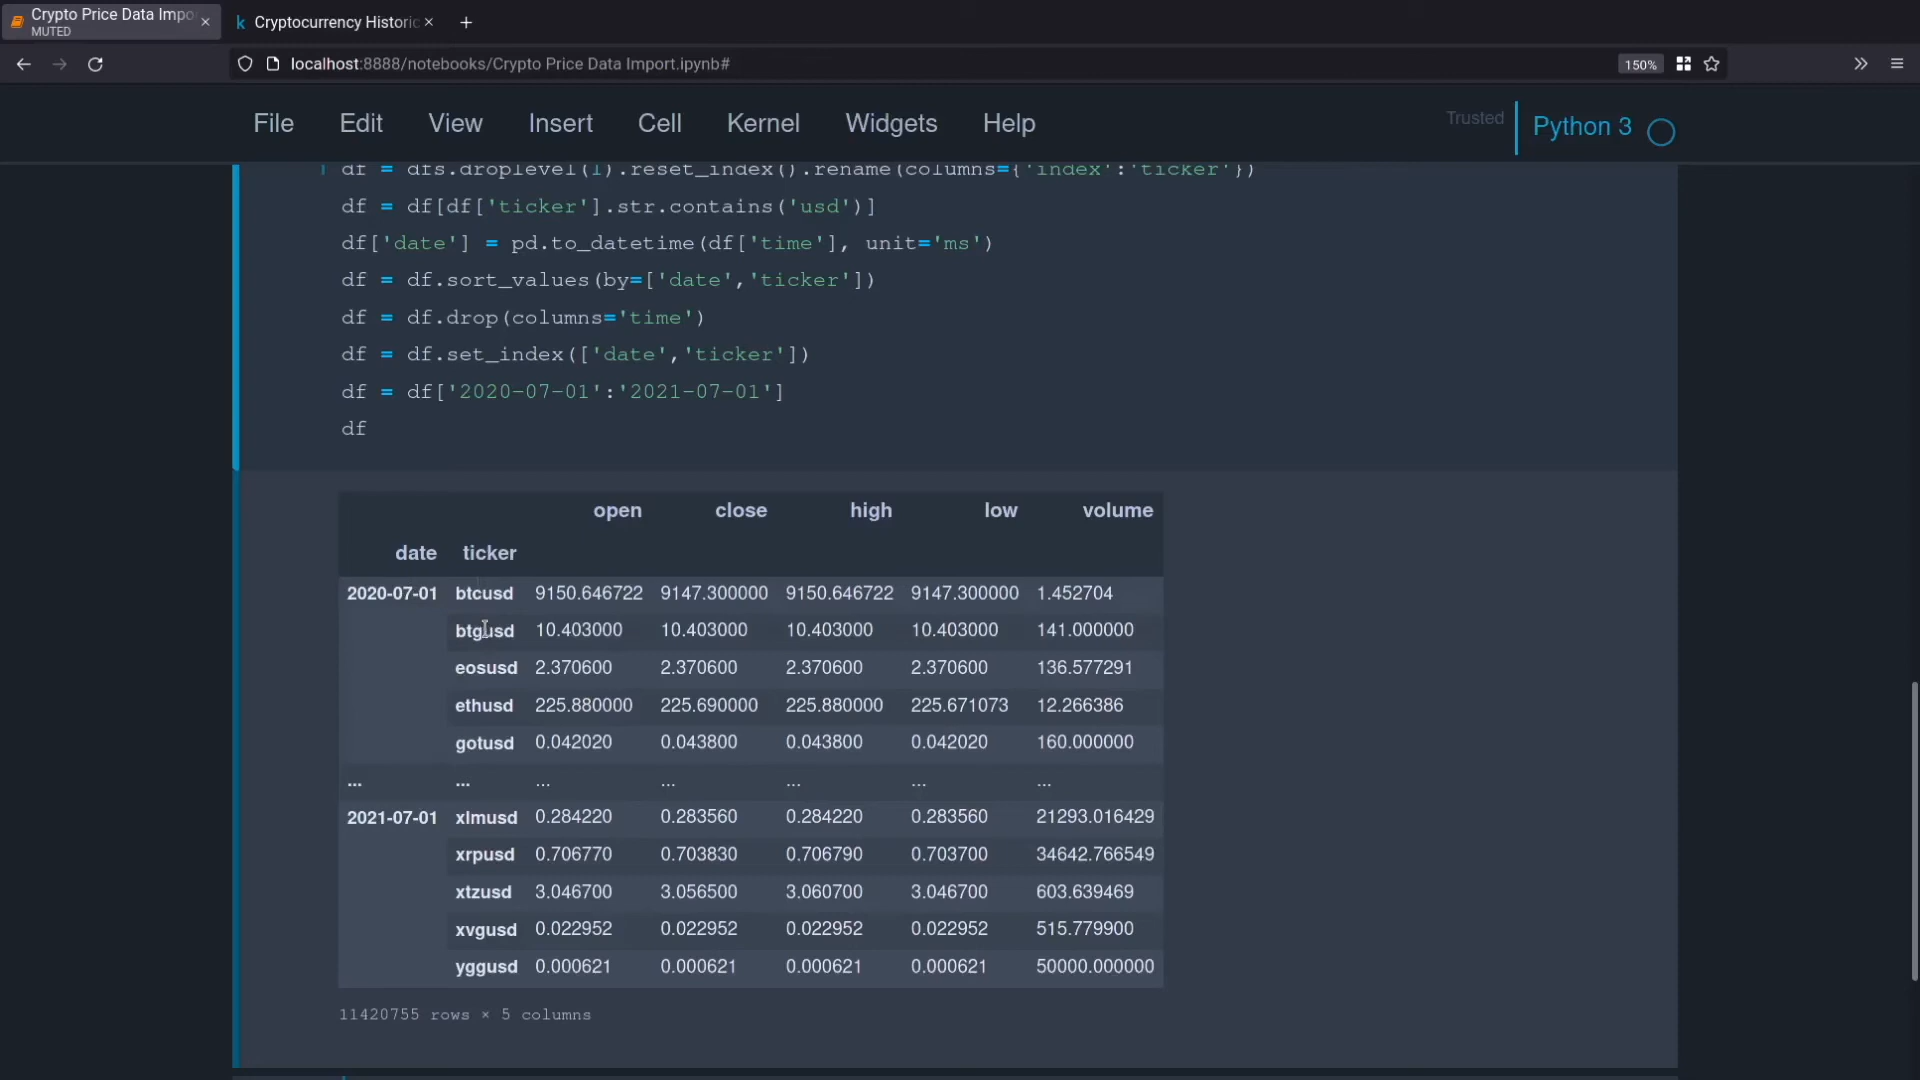 Crypto Price Data Impo
MUTED
k Cryptocurrency Historic
localhost:8888/notebooks/Crypto Price Data Import.ipynb#
150%
File Edit View Insert Cell Kernel Widgets Help
Trusted Python 3
df = dfs.droplevel(1).reset_index().rename(columns={'index':'ticker'})
df = df[df['ticker'].str.contains('usd')]
df['date'] = pd.to_datetime(df['time'], unit='ms')
df = df.sort_values(by=['date','ticker'])
df = df.drop(columns='time')
df = df.set_index(['date','ticker'])
df = df['2020-07-01':'2021-07-01']
df
open close high low volume
date ticker
2020-07-01 btcusd 9150.646722 9147.300000 9150.646722 9147.300000 1.452704
btgusd 10.403000 10.403000 10.403000 10.403000 141.000000
eosusd 2.370600 2.370600 2.370600 2.370600 136.577291
ethusd 225.880000 225.690000 225.880000 225.671073 12.266386
gotusd 0.042020 0.043800 0.043800 0.042020 160.000000
... ... ... ... ... ... ...
2021-07-01 xlmusd 0.284220 0.283560 0.284220 0.283560 21293.016429
xrpusd 0.706770 0.703830 0.706790 0.703700 34642.766549
xtzusd 3.046700 3.056500 3.060700 3.046700 603.639469
xvgusd 0.022952 0.022952 0.022952 0.022952 515.779900
yggusd 0.000621 0.000621 0.000621 0.000621 50000.000000
11420755 rows × 5 columns